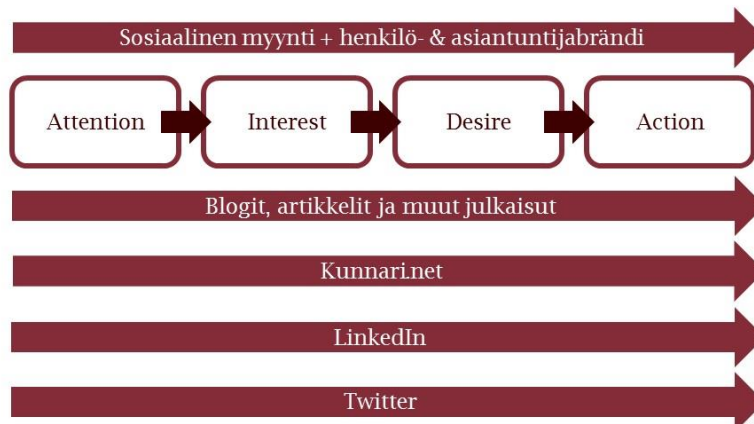 Sosiaalinen myynti + henkilö- & asiantuntijabrändi
Attention
Interest
Desire
Action
Blogit, artikkelit ja muut julkaisut
Kunnari.net
LinkedIn
Twitter